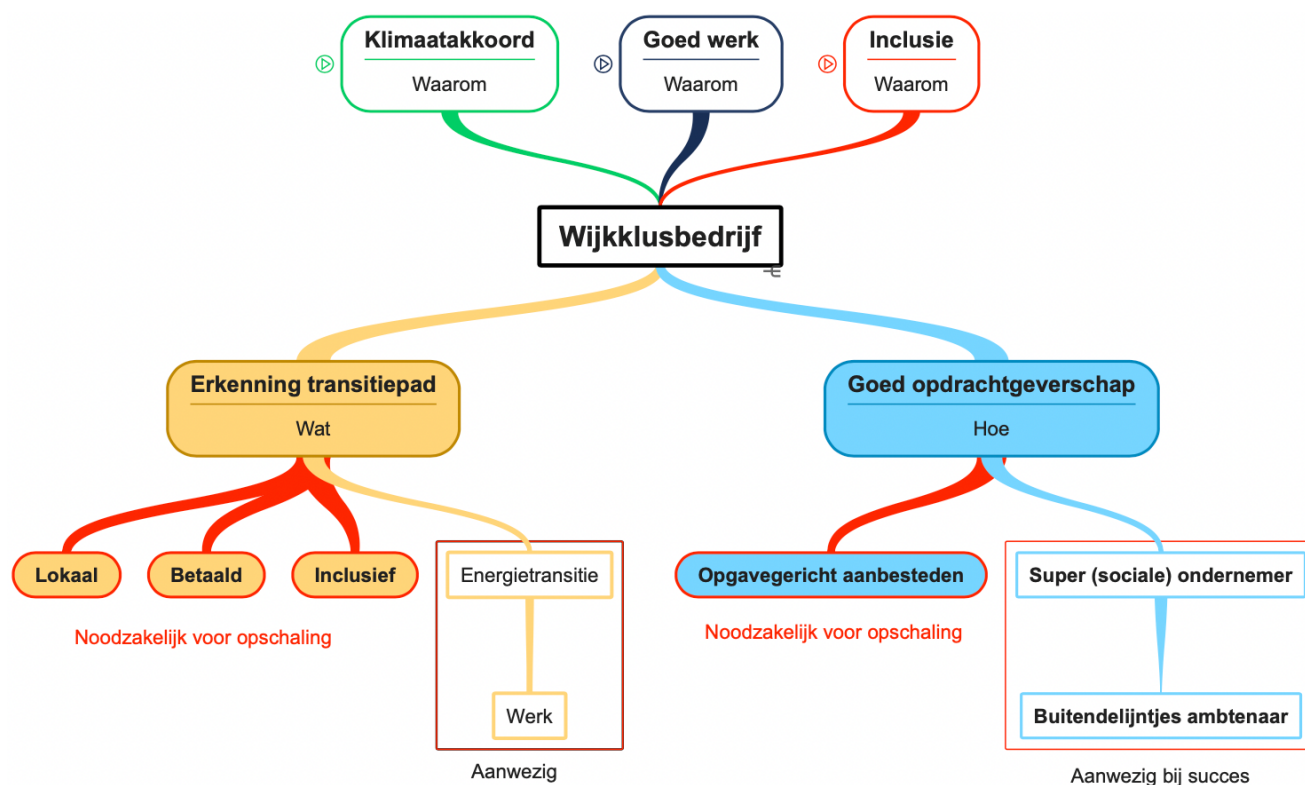 Klimaatakkoord
Waarom
Goed werk
Waarom
Inclusie
Waarom
Wijkklusbedrijf
Erkenning transitiepad
Wat
Goed opdrachtgeverschap
Hoe
Lokaal
Betaald
Inclusief
Noodzakelijk voor opschaling
Energietransitie
Werk
Aanwezig
Opgavegericht aanbesteden
Noodzakelijk voor opschaling
Super (sociale) ondernemer
Buitendelijntjes ambtenaar
Aanwezig bij succes